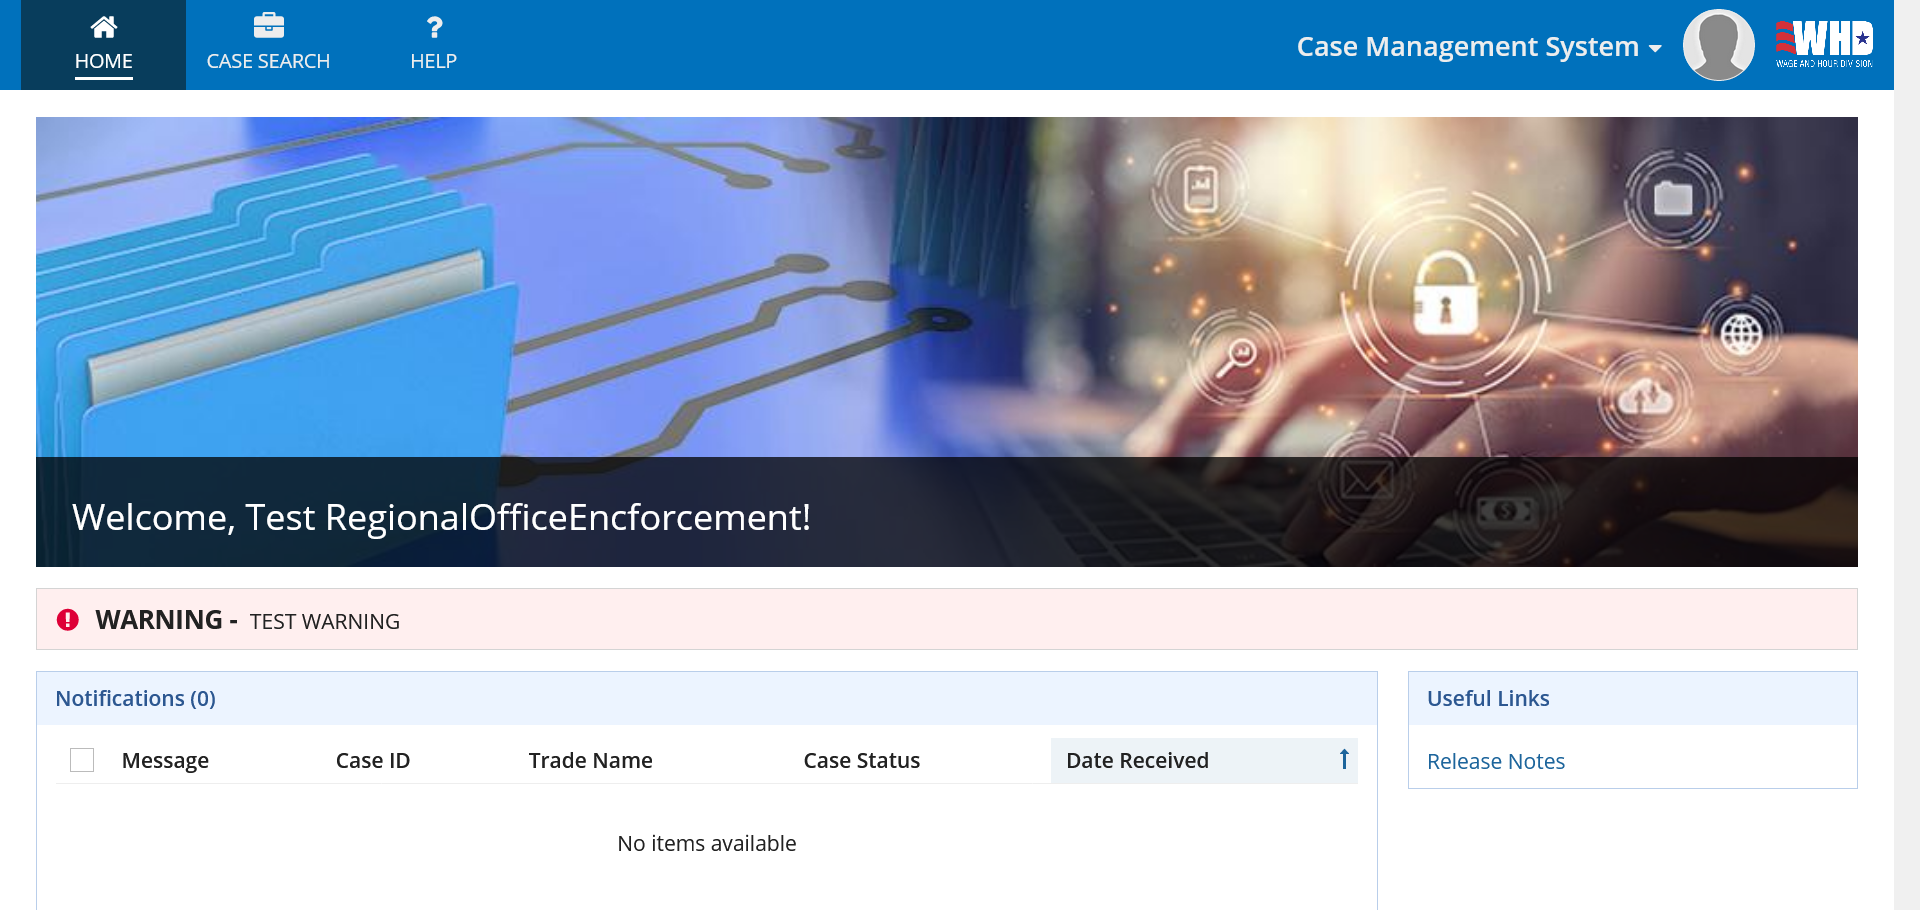 HOME
CASE SEARCH
HELP
Case Management System
WHD
WAGE AND HOUR DIVISION
Welcome, Test RegionalOfficeEncforcement!
WARNING - TEST WARNING
Notifications (0)
Message Case ID Trade Name Case Status Date Received
No items available
Useful Links
Release Notes